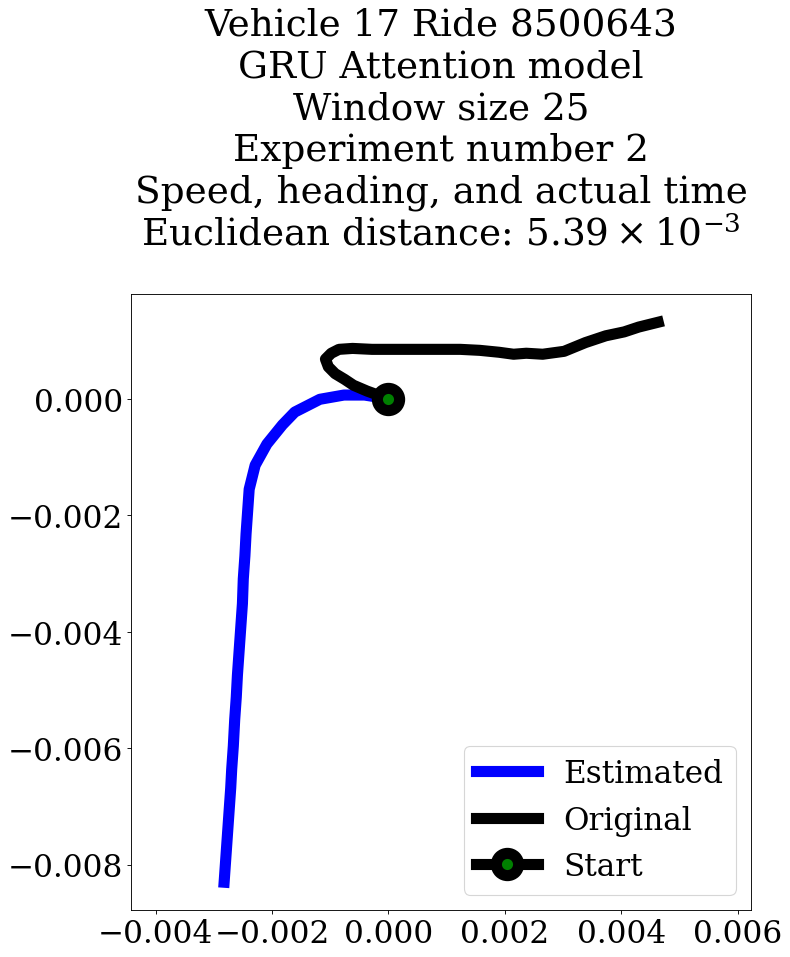 Vehicle 17 Ride 8500643
GRU Attention model
Window size 25
Experiment number 2
Speed, heading, and actual time
Euclidean distance: 5.39 × 10⁻³
0.000
−0.002
−0.004
−0.006
−0.008
Estimated
Original
Start
−0.004 −0.002 0.000 0.002 0.004 0.006